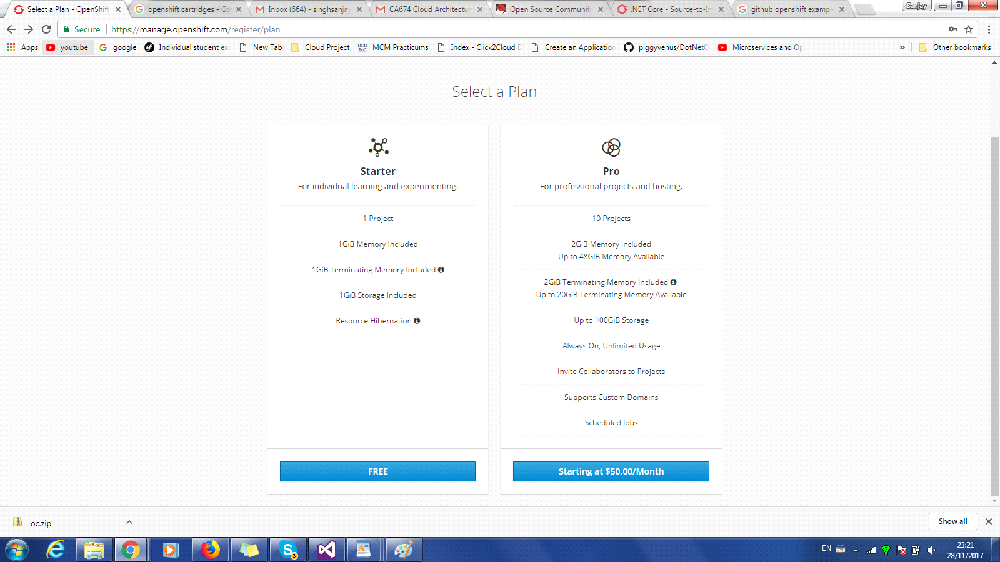 Select a Plan - OpenShift
openshift cartridges - Go
Inbox (664) - singhsanjay
CA674 Cloud Architectur
Open Source Communit
.NET Core - Source-to-Im
github openshift exampl
Sanjay
Secure
https://manage.openshift.com/register/plan
Apps
youtube
google
Individual student ex
New Tab
Cloud Project
DCU SoC
MCM Practicums
Index - Click2Cloud D
Create an Application
piggyvenus/DotNetO
Microservices and Op
»
Other bookmarks
Select a Plan
Starter
For individual learning and experimenting.
1 Project
1GiB Memory Included
1GiB Terminating Memory Included
1GiB Storage Included
Resource Hibernation
FREE
Pro
For professional projects and hosting.
10 Projects
2GiB Memory Included
Up to 48GiB Memory Available
2GiB Terminating Memory Included
Up to 20GiB Terminating Memory Available
Up to 100GiB Storage
Always On, Unlimited Usage
Invite Collaborators to Projects
Supports Custom Domains
Scheduled Jobs
Starting at $50.00/Month
oc.zip
Show all
3
EN
23:21
28/11/2017